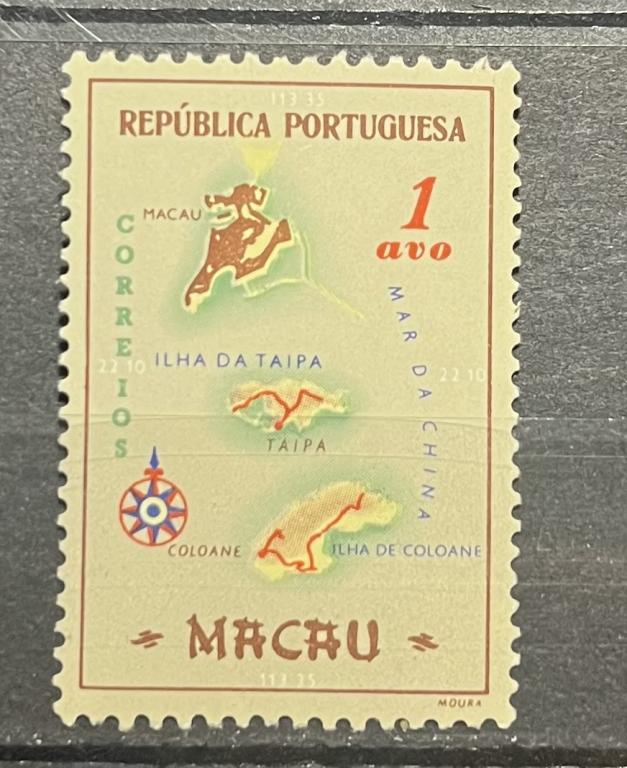 113 35
REPÚBLICA PORTUGUESA
1
avo
MACAU
CORREIOS
MAR DA CHINA
ILHA DA TAIPA
22 10
22 10
TAIPA
COLOANE
ILHA DE COLOANE
MACAU
113 35
MOURA